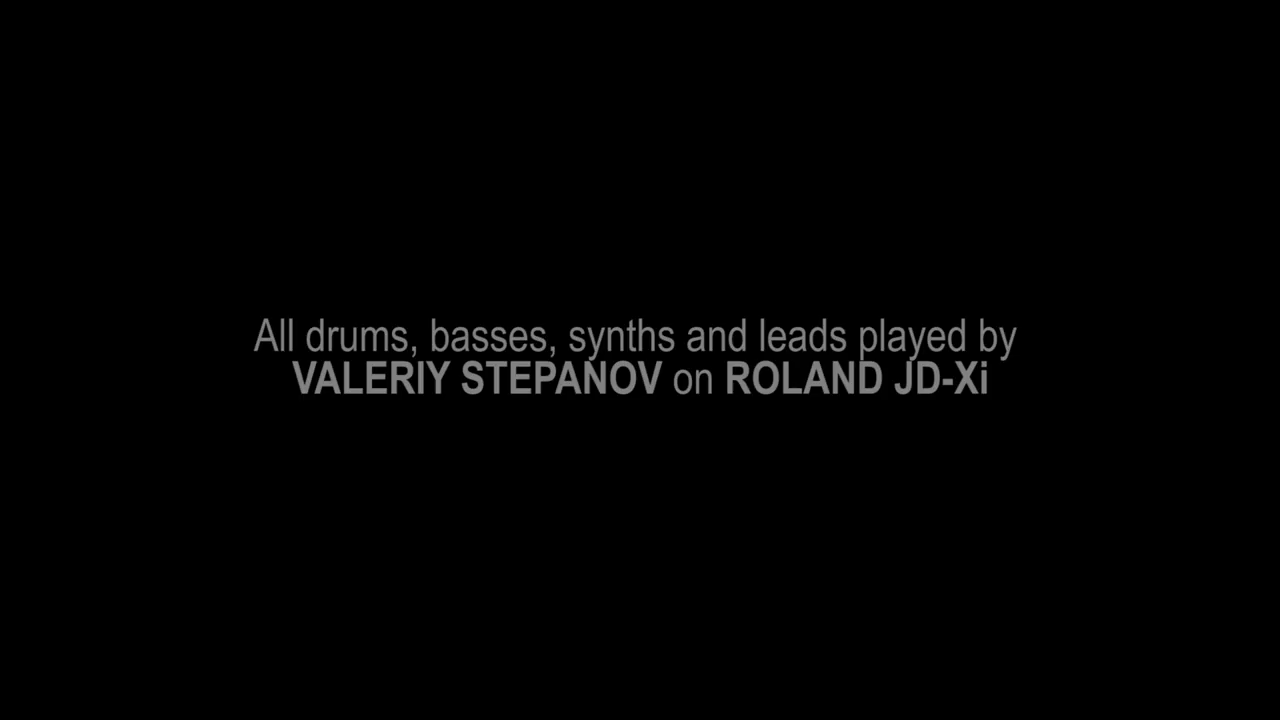 All drums, basses, synths and leads played by
VALERIY STEPANOV on ROLAND JD-Xi